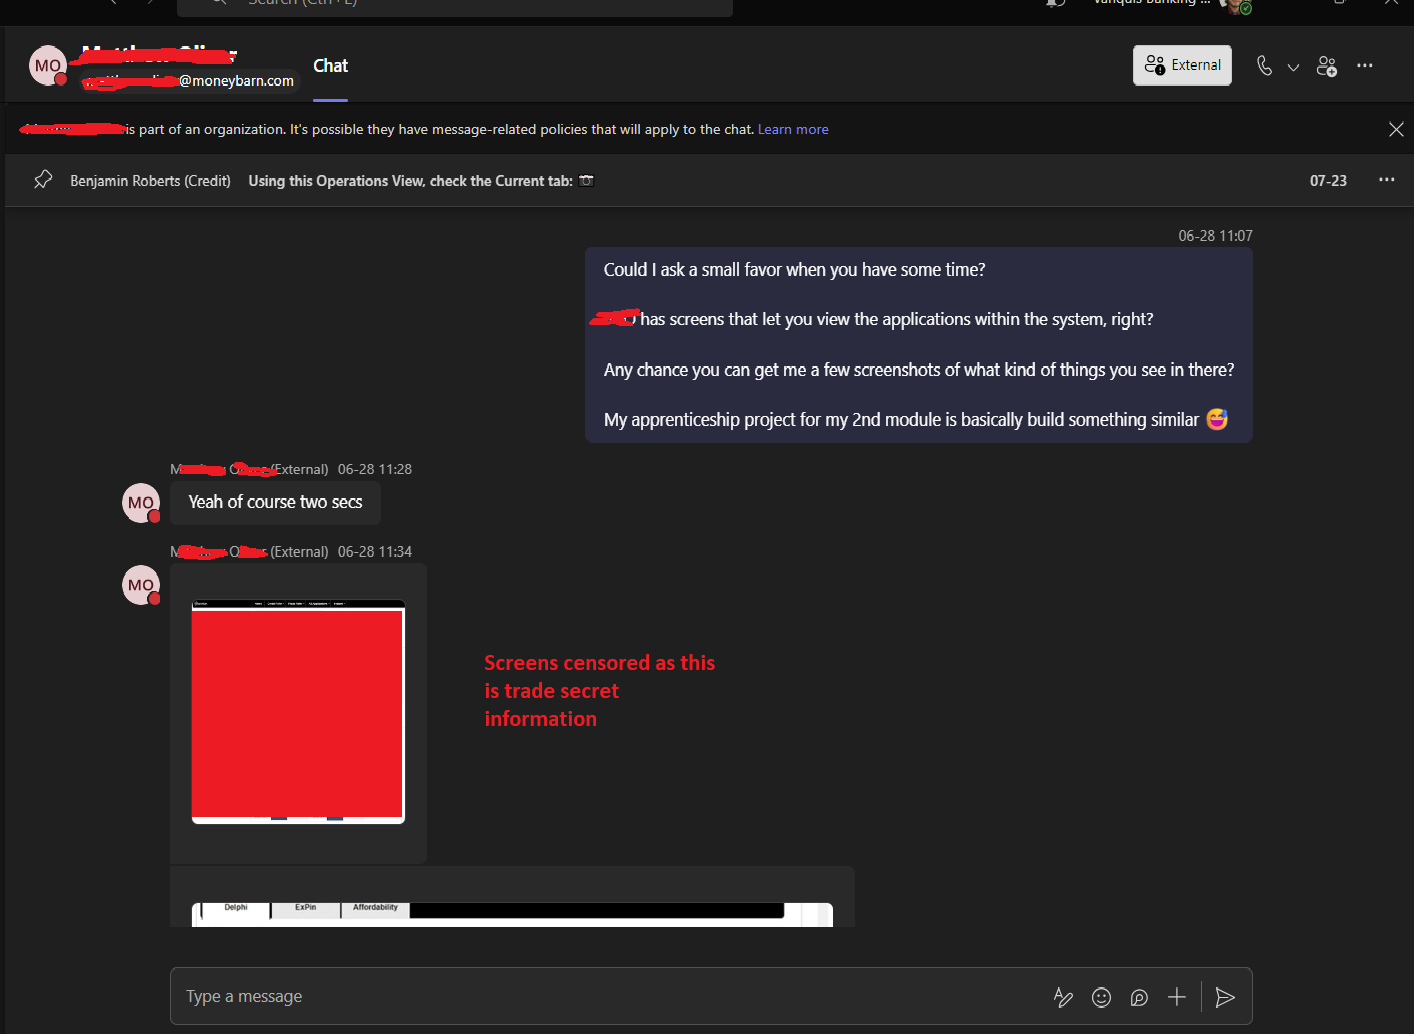 Search (Ctrl+E)
Vanquis Banking ...
MO
Chat
External
@moneybarn.com
is part of an organization. It's possible they have message-related policies that will apply to the chat. Learn more
Benjamin Roberts (Credit) Using this Operations View, check the Current tab: 07-23
06-28 11:07
Could I ask a small favor when you have some time?
has screens that let you view the applications within the system, right?
Any chance you can get me a few screenshots of what kind of things you see in there?
My apprenticeship project for my 2nd module is basically build something similar 😅
(External) 06-28 11:28
MO
Yeah of course two secs
(External) 06-28 11:34
MO
Screens censored as this
is trade secret
information
Delphi ExPin Affordability
Type a message